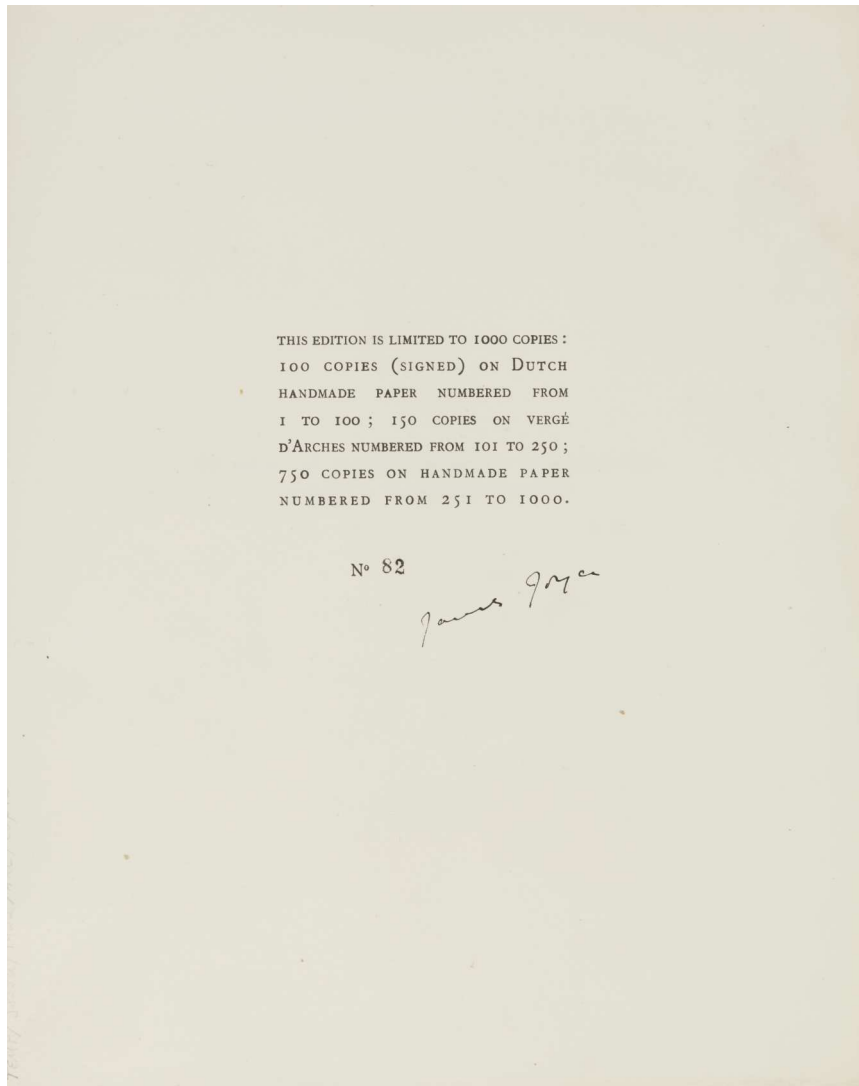 THIS EDITION IS LIMITED TO 1000 COPIES :
100 COPIES (SIGNED) ON DUTCH
HANDMADE PAPER NUMBERED FROM
1 TO 100 ; 150 COPIES ON VERGÉ
D'ARCHES NUMBERED FROM 101 TO 250 ;
750 COPIES ON HANDMADE PAPER
NUMBERED FROM 251 TO 1000.
Nº 82
James Joyce